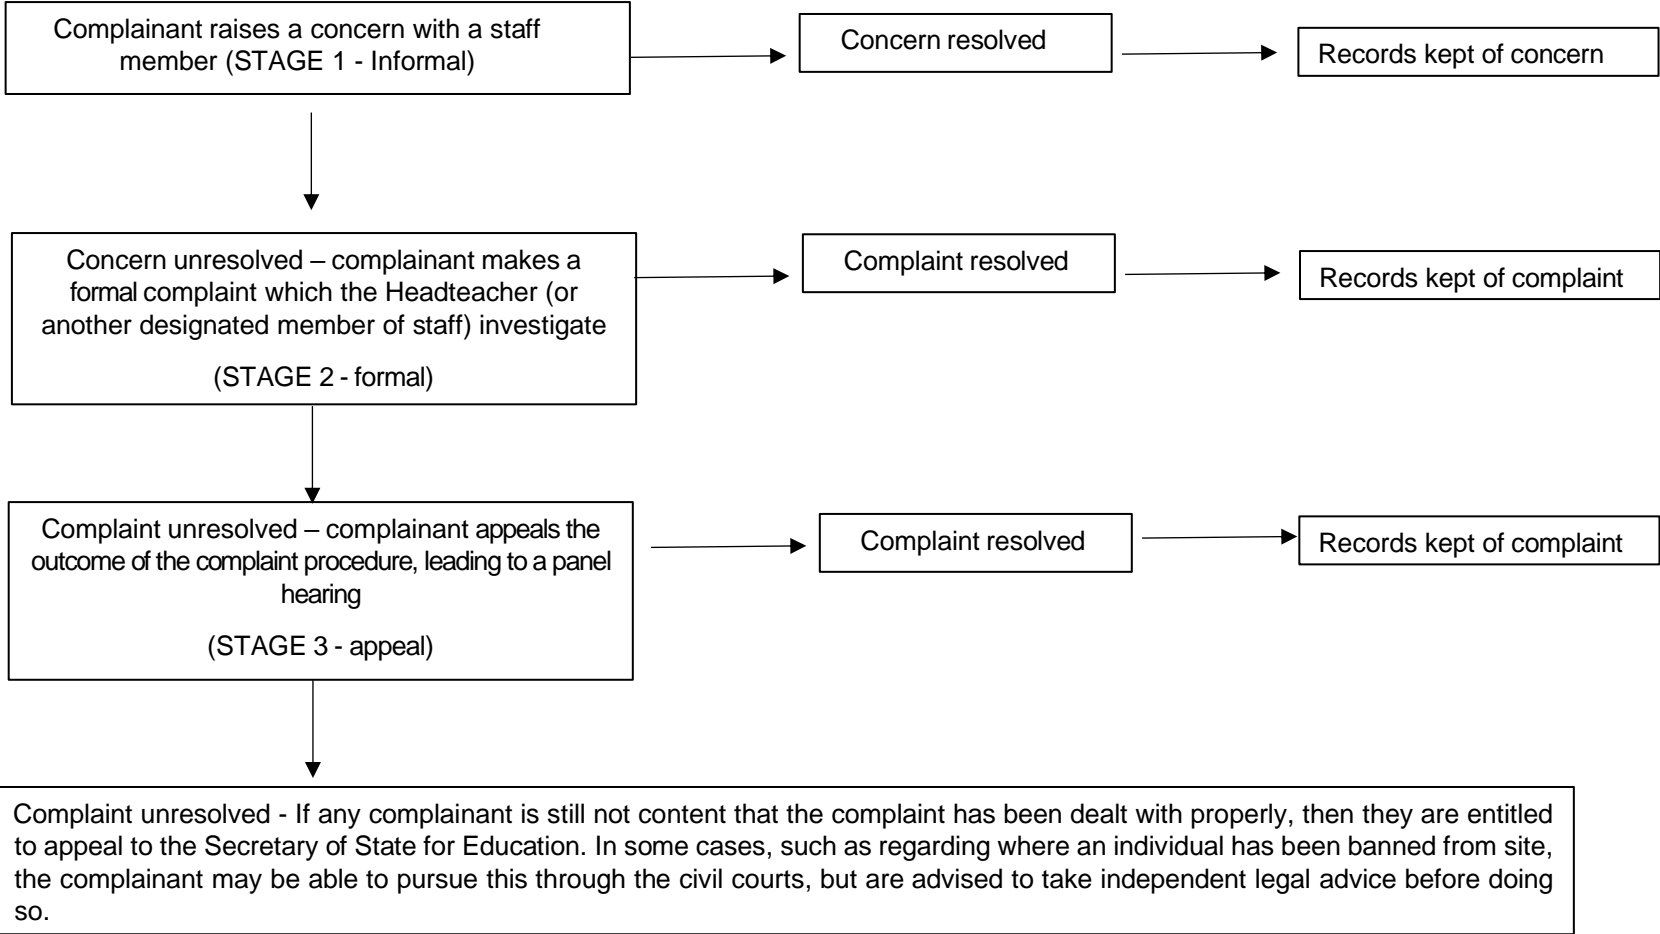 Complainant raises a concern with a staff
member (STAGE 1 - Informal)
Concern resolved
Records kept of concern
Concern unresolved – complainant makes a
formal complaint which the Headteacher (or
another designated member of staff) investigate
(STAGE 2 - formal)
Complaint resolved
Records kept of complaint
Complaint unresolved – complainant appeals the
outcome of the complaint procedure, leading to a panel
hearing
(STAGE 3 - appeal)
Complaint resolved
Records kept of complaint
Complaint unresolved - If any complainant is still not content that the complaint has been dealt with properly, then they are entitled
to appeal to the Secretary of State for Education. In some cases, such as regarding where an individual has been banned from site,
the complainant may be able to pursue this through the civil courts, but are advised to take independent legal advice before doing
so.